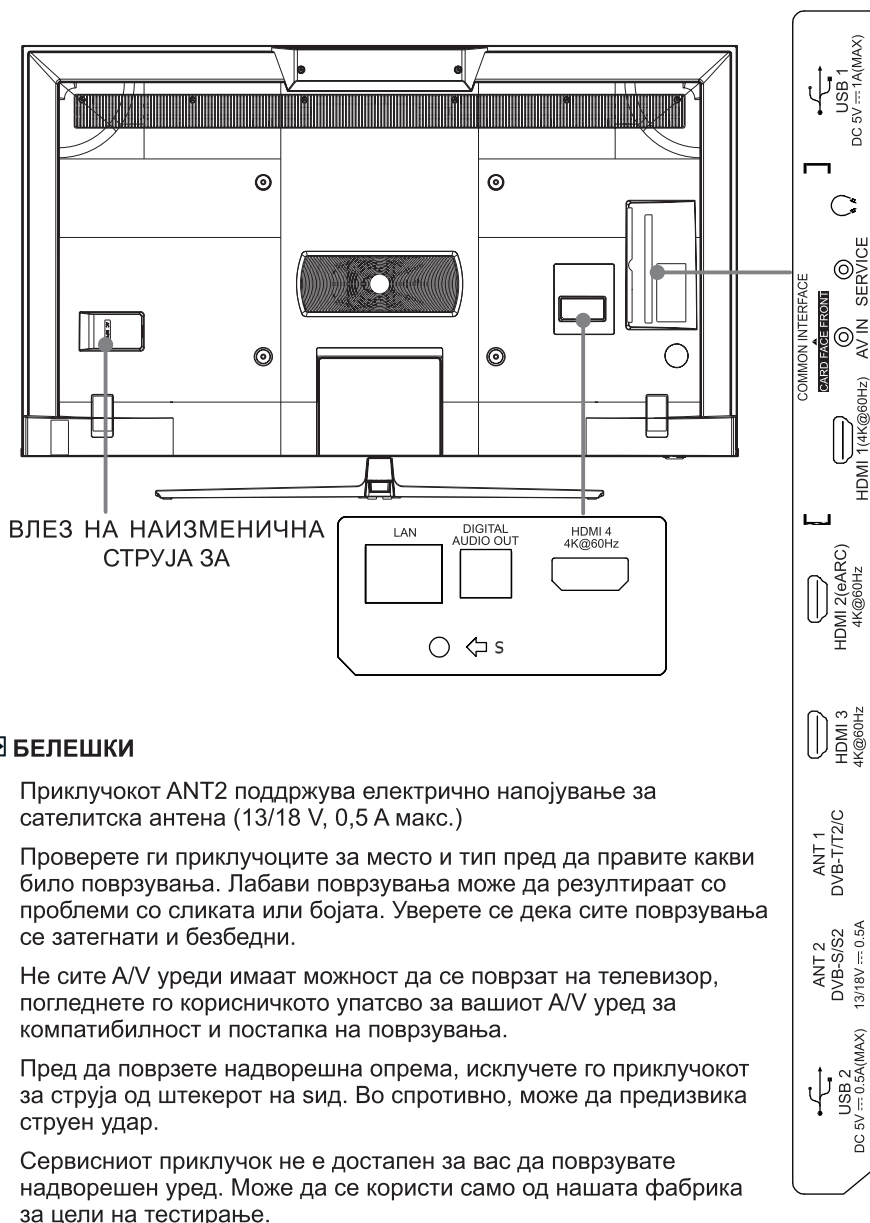 USB 1
DC 5V ⎓ 1A(MAX)
COMMON INTERFACE
CARD FACE FRONT
SERVICE
AV IN
HDMI 1(4K@60Hz)
HDMI 2(eARC)
4K@60Hz
HDMI 3
4K@60Hz
ANT 1
DVB-T/T2/C
ANT 2
DVB-S/S2
13/18V ⎓ 0.5A
USB 2
DC 5V ⎓ 0.5A(MAX)
ВЛЕЗ НА НАИЗМЕНИЧНА
СТРУЈА ЗА
LAN
DIGITAL
AUDIO OUT
HDMI 4
4K@60Hz
S
БЕЛЕШКИ
Приклучокот ANT2 поддржува електрично напојување за
сателитска антена (13/18 V, 0,5 A макс.)
Проверете ги приклучоците за место и тип пред да правите какви
било поврзувања. Лабави поврзувања може да резултираат со
проблеми со сликата или бојата. Уверете се дека сите поврзувања
се затегнати и безбедни.
Не сите A/V уреди имаат можност да се поврзат на телевизор,
погледнете го корисничкото упатсво за вашиот A/V уред за
компатибилност и постапка на поврзувања.
Пред да поврзете надворешна опрема, исклучете го приклучокот
за струја од штекерот на ѕид. Во спротивно, може да предизвика
струен удар.
Сервисниот приклучок не е достапен за вас да поврзувате
надворешен уред. Може да се користи само од нашата фабрика
за цели на тестирање.